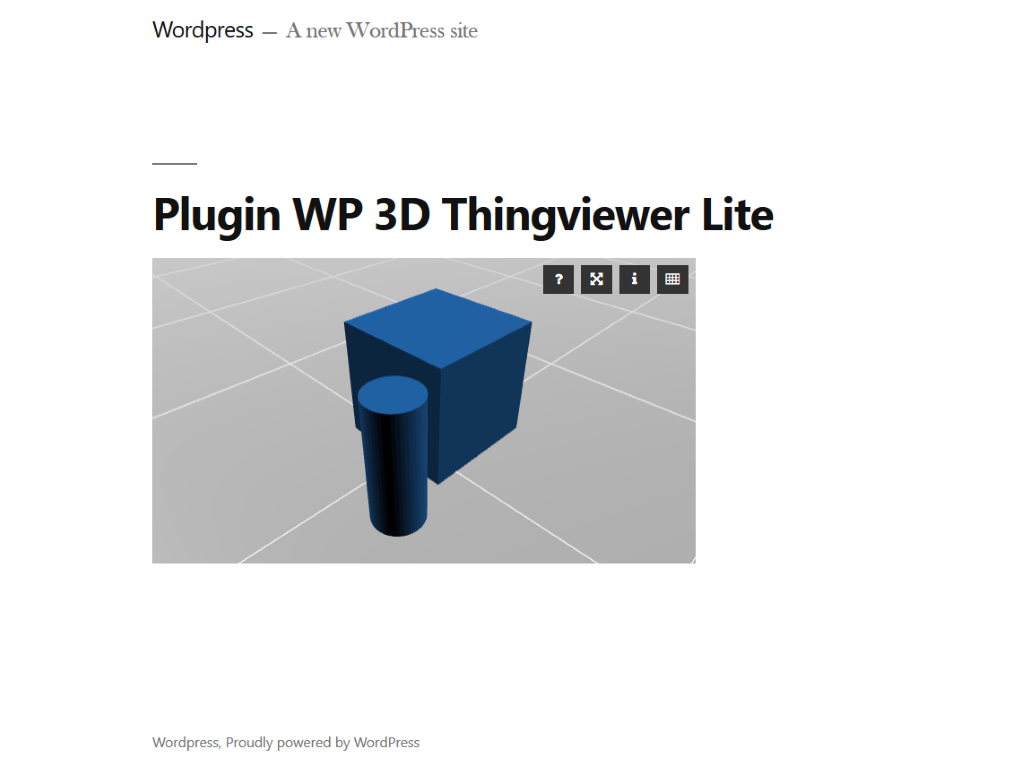 Wordpress — A new WordPress site
Plugin WP 3D Thingviewer Lite
? i
Wordpress, Proudly powered by WordPress